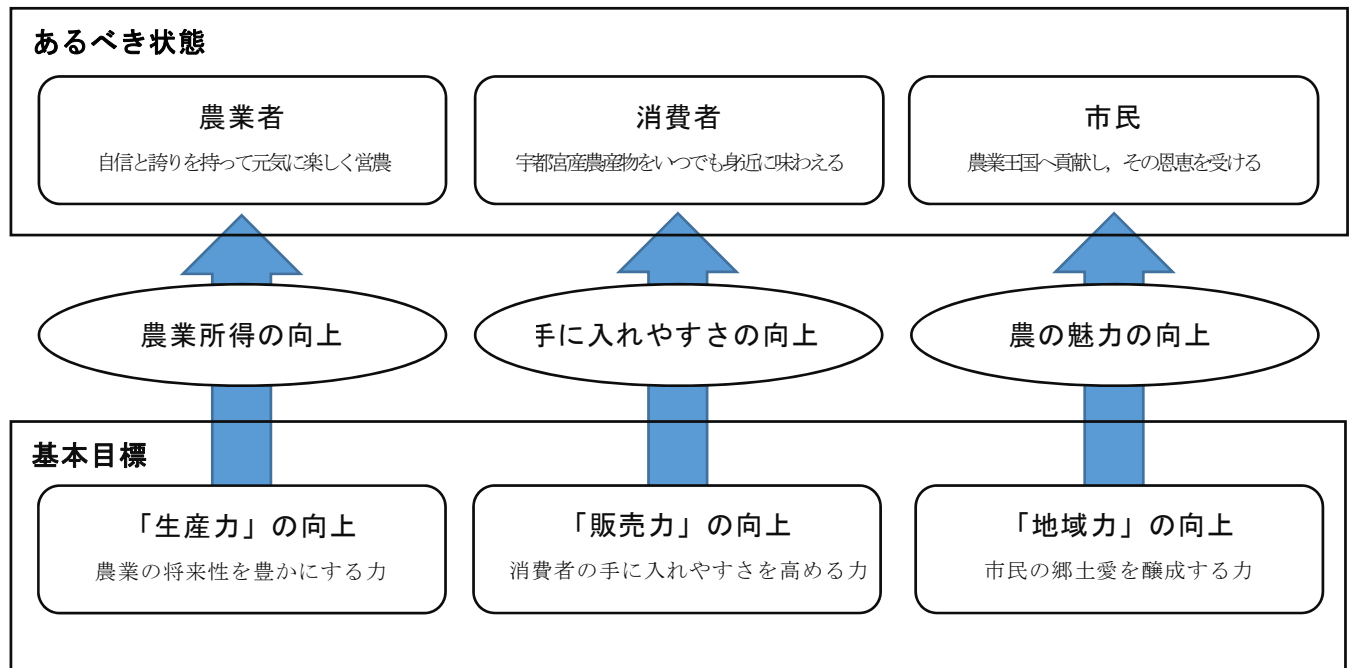 あるべき状態
農業者
自信と誇りを持って元気に楽しく営農
消費者
宇都宮産農産物をいつでも身近に味わえる
市民
農業王国へ貢献し，その恩恵を受ける
農業所得の向上
手に入れやすさの向上
農の魅力の向上
基本目標
「生産力」の向上
農業の将来性を豊かにする力
「販売力」の向上
消費者の手に入れやすさを高める力
「地域力」の向上
市民の郷土愛を醸成する力